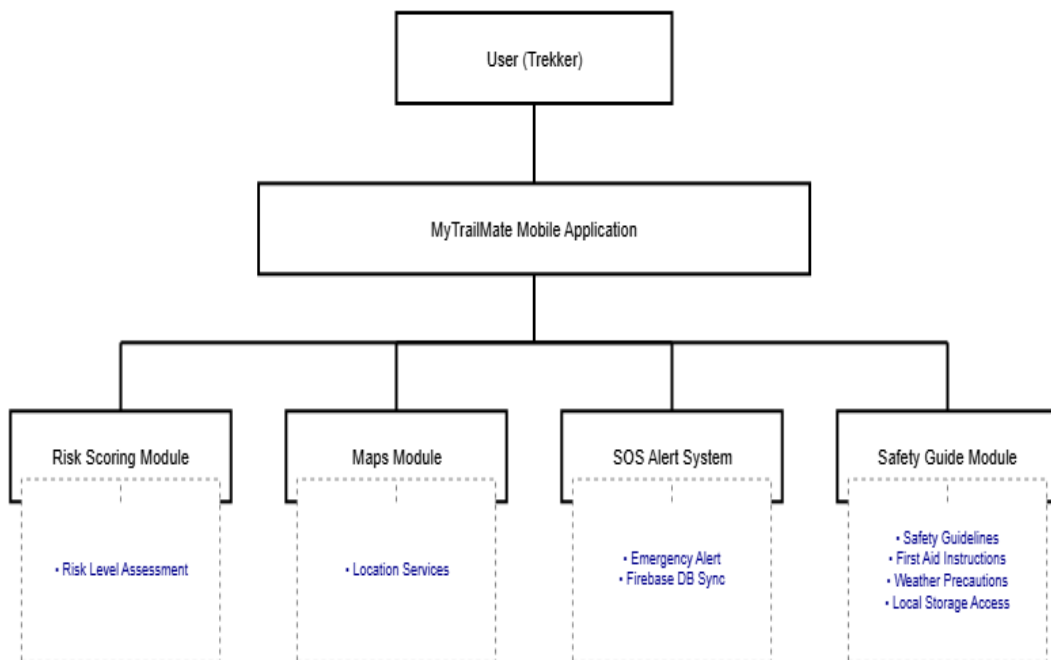 User (Trekker)
MyTrailMate Mobile Application
Risk Scoring Module
Maps Module
SOS Alert System
Safety Guide Module
• Risk Level Assessment
• Location Services
• Emergency Alert
• Firebase DB Sync
• Safety Guidelines
• First Aid Instructions
• Weather Precautions
• Local Storage Access